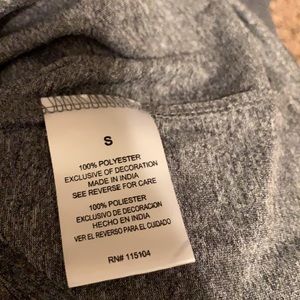 S
100% POLYESTER
EXCLUSIVE OF DECORATION
MADE IN INDIA
SEE REVERSE FOR CARE
100% POLIESTER
EXCLUSIVO DE DECORACION
HECHO EN INDIA
VER EL REVERSO PARA EL CUIDADO
RN# 115104